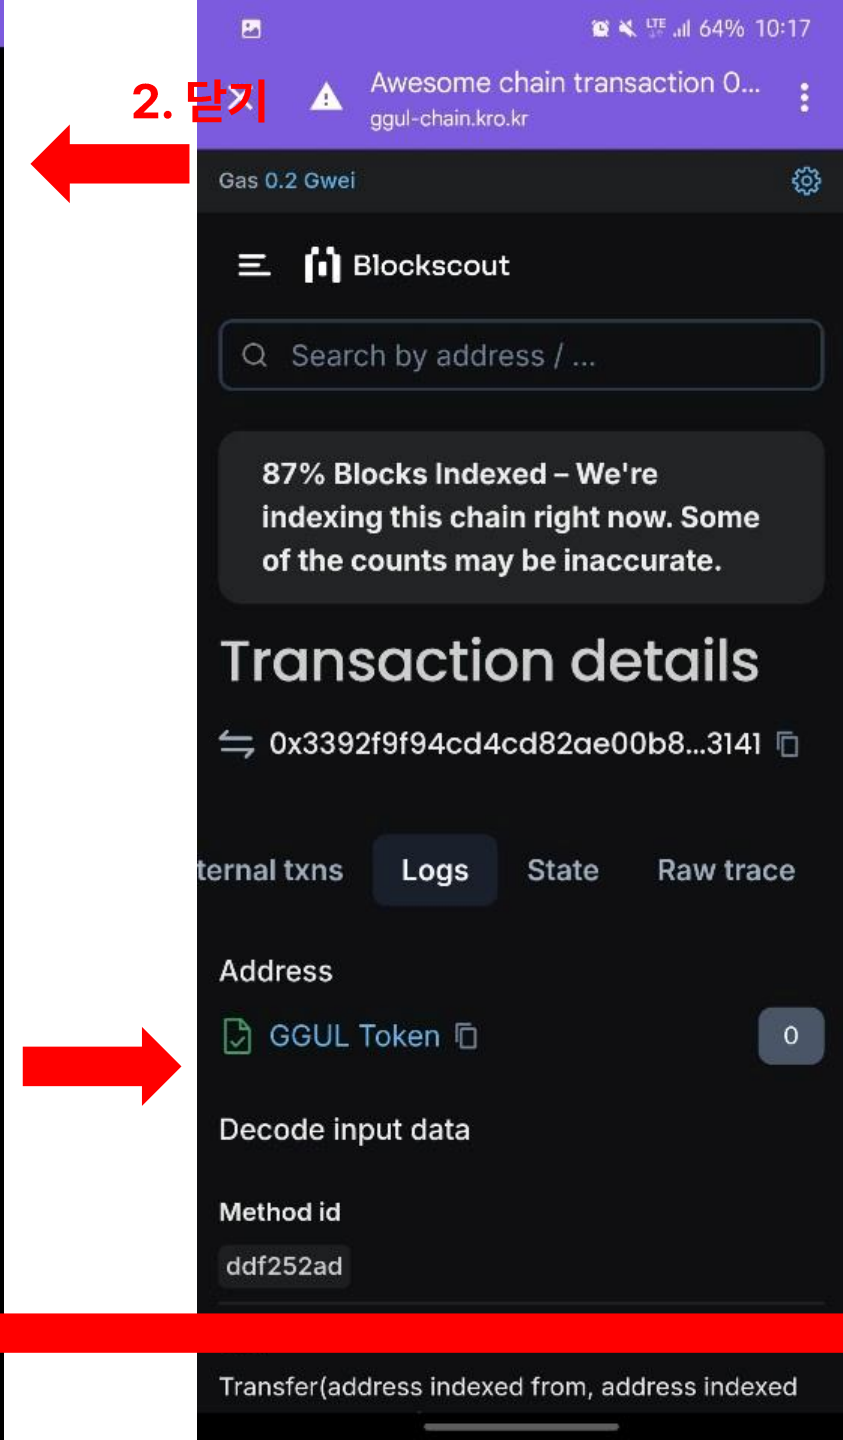 64% 10:17
2. 닫기
Awesome chain transaction 0...
ggul-chain.kro.kr
Gas 0.2 Gwei
Blockscout
Search by address / ...
87% Blocks Indexed – We're
indexing this chain right now. Some
of the counts may be inaccurate.
Transaction details
0x3392f9f94cd4cd82ae00b8...3141
ternal txns Logs State Raw trace
Address
GGUL Token 0
Decode input data
Method id
ddf252ad
Transfer(address indexed from, address indexed